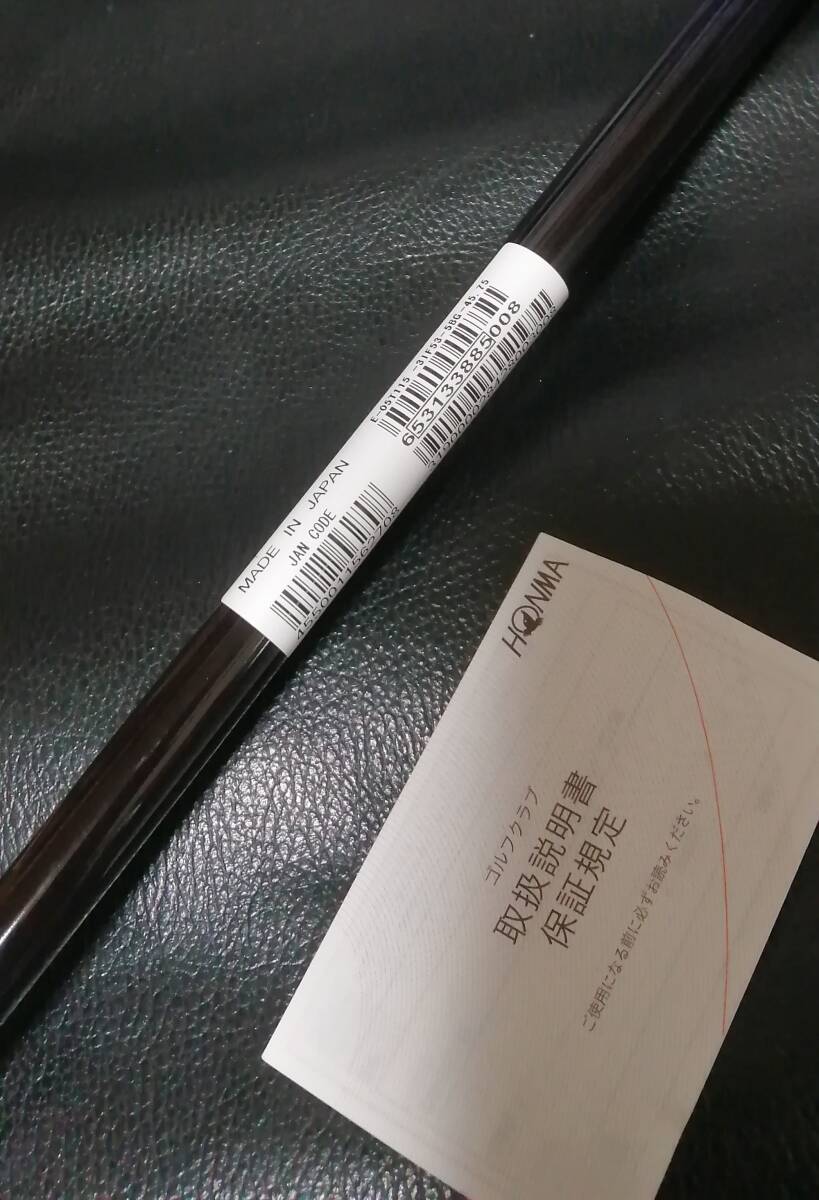 6531338850​08
MADE IN JAPAN
JAN CODE
HONMA
ゴルフクラブ
取扱説明書
保証規定
ご使用になる前に必ずお読みください。